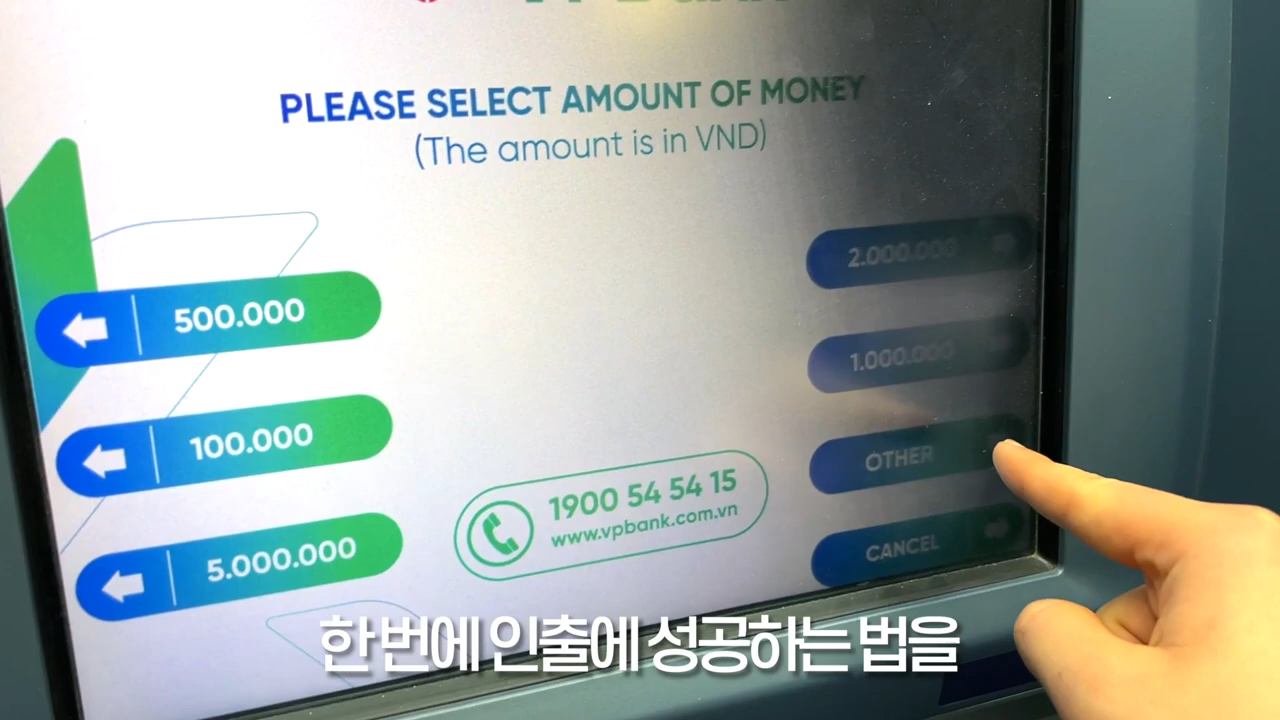 VPBank
PLEASE SELECT AMOUNT OF MONEY
(The amount is in VND)
500.000
100.000
5.000.000
2.000.000
1.000.000
OTHER
CANCEL
1900 54 54 15
www.vpbank.com.vn
한 번에 인출에 성공하는 법을